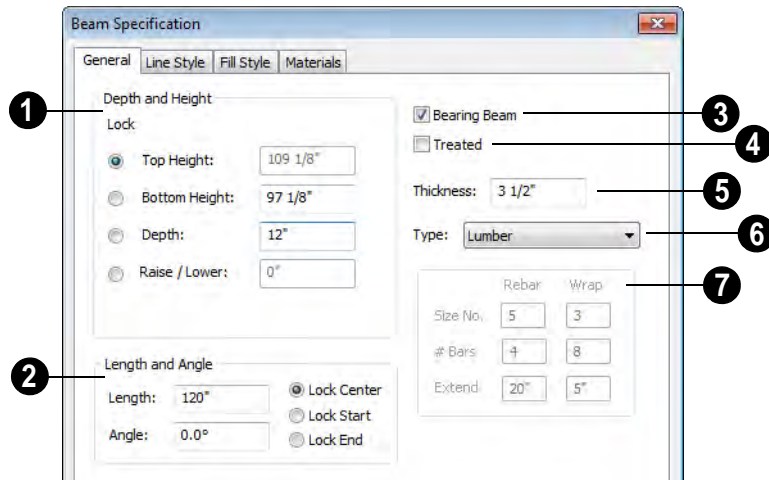 Beam Specification
General Line Style Fill Style Materials
1
Depth and Height
Lock
Top Height: 109 1/8"
Bottom Height: 97 1/8"
Depth: 12"
Raise / Lower: 0"
2
Length and Angle
Length: 120"
Angle: 0.0°
Lock Center
Lock Start
Lock End
Bearing Beam 3
Treated 4
Thickness: 3 1/2" 5
Type: Lumber 6
7
Rebar Wrap
Size No. 5 3
# Bars 4 8
Extend 20" 5"